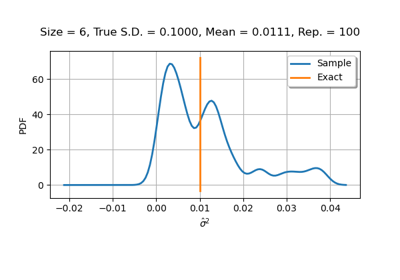 Size = 6, True S.D. = 0.1000, Mean = 0.0111, Rep. = 100
Sample
Exact
PDF
60
40
20
0
−0.02 −0.01 0.00 0.01 0.02 0.03 0.04
σ̂²